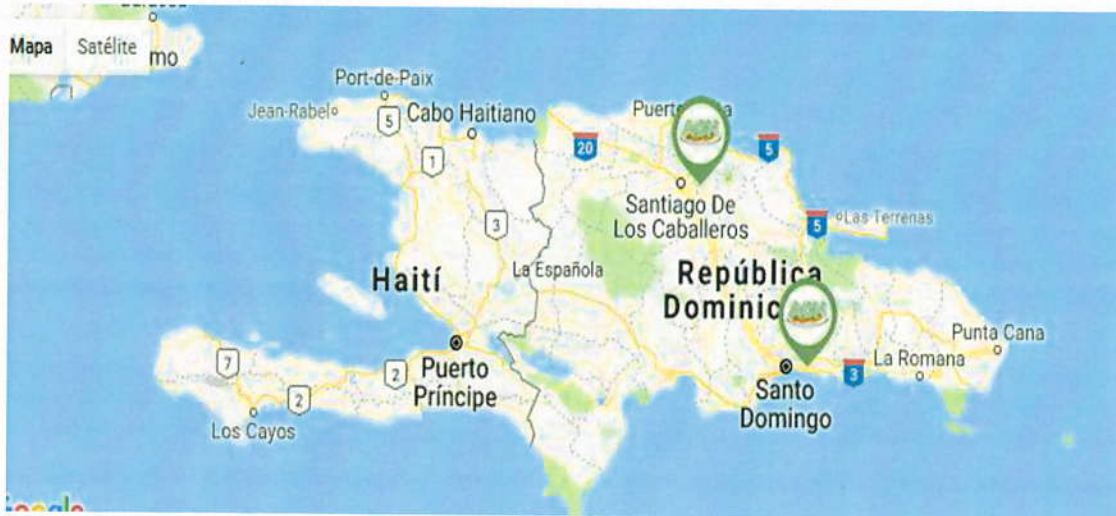 Mapa
Satélite
Port-de-Paix
Jean-Rabel
5
Cabo Haitiano
1
20
5
3
Santiago De
Los Caballeros
5
Las Terrenas
Haití
La Española
República
7
2
2
Puerto
Príncipe
Santo
Domingo
3
La Romana
Punta Cana
Los Cayos